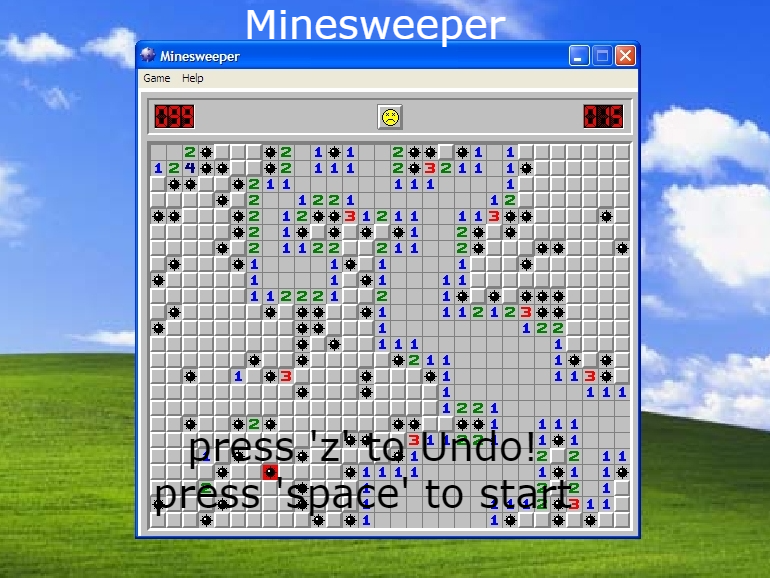 Minesweeper
Minesweeper
Game Help
099 015
press 'z' to Undo!
press 'space' to start